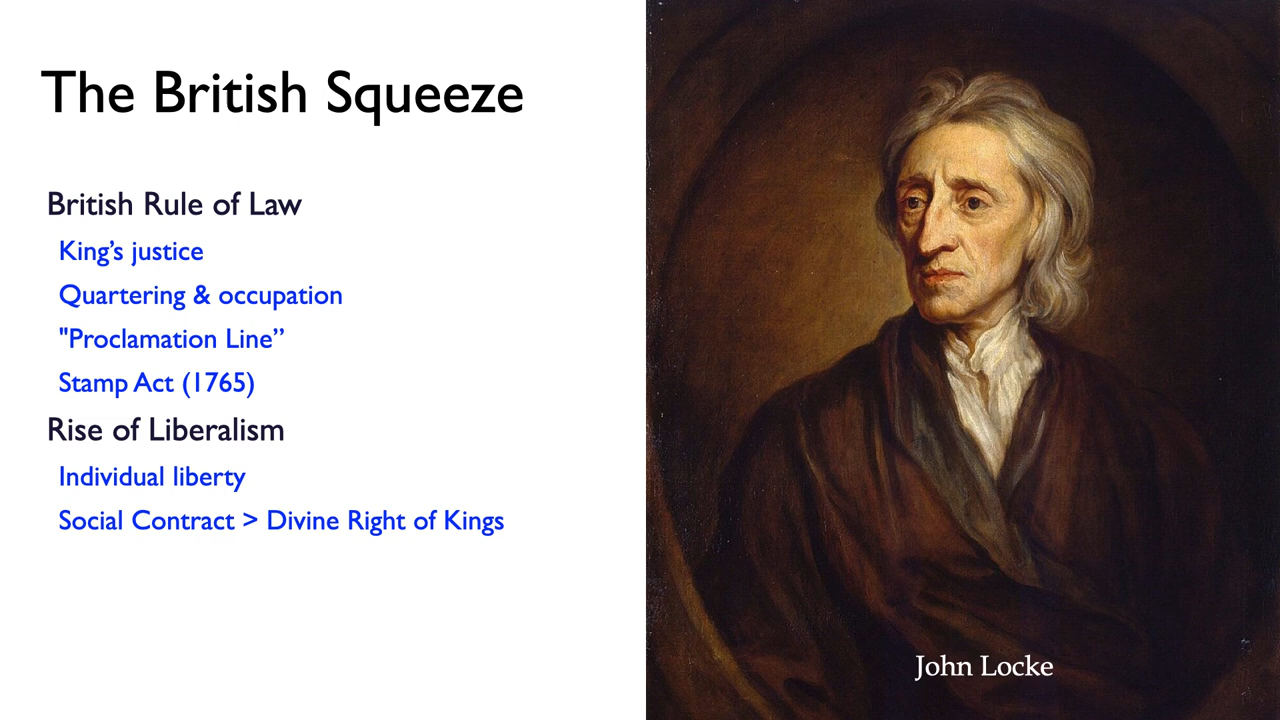 The British Squeeze
British Rule of Law
King’s justice
Quartering & occupation
"Proclamation Line”
Stamp Act (1765)
Rise of Liberalism
Individual liberty
Social Contract > Divine Right of Kings
John Locke